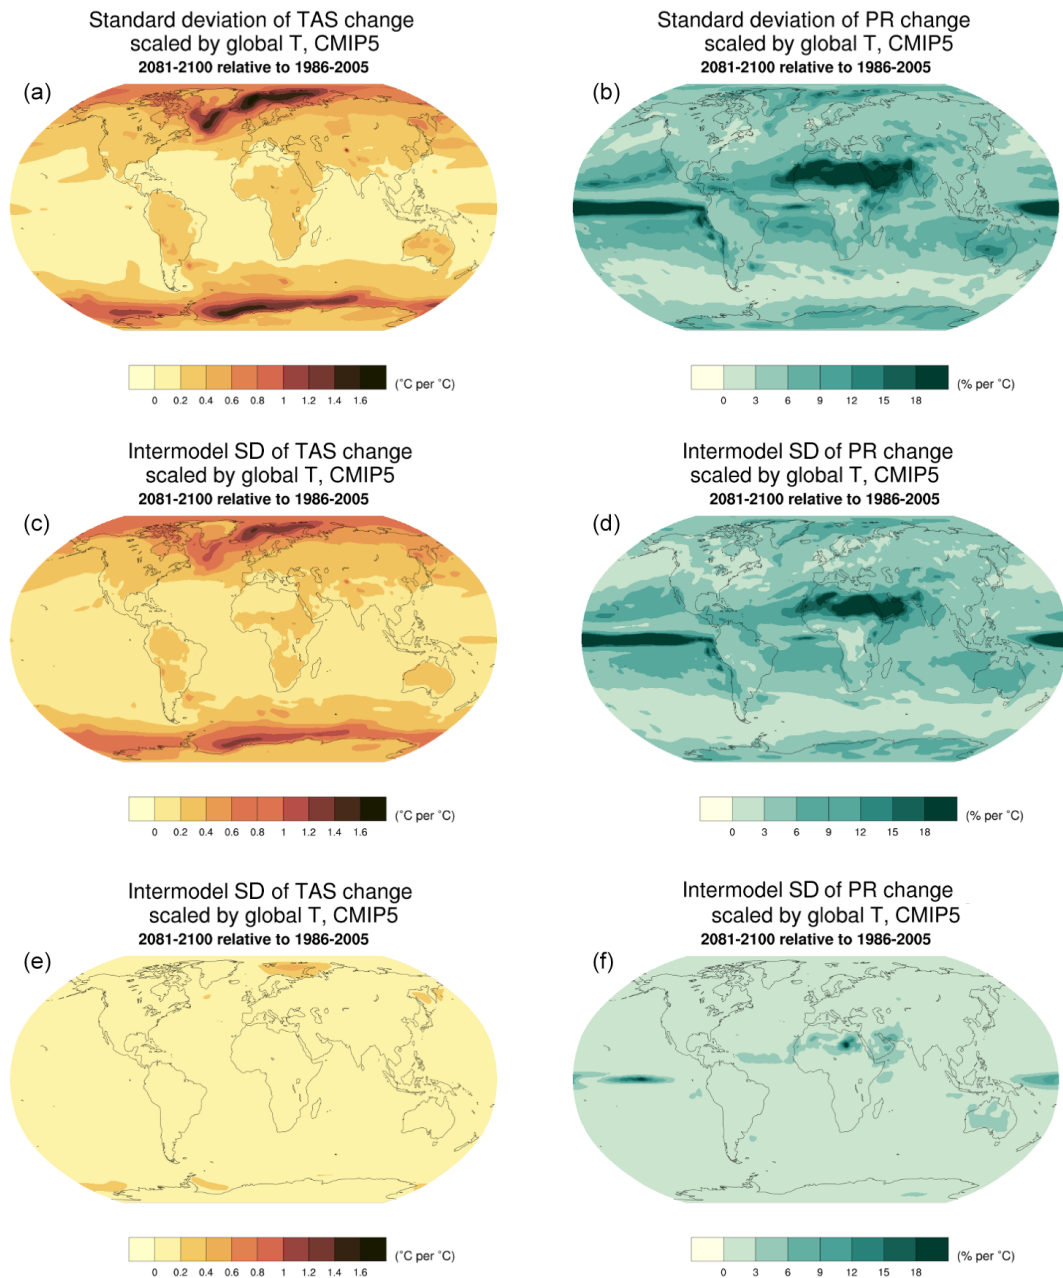 Standard deviation of TAS change
scaled by global T, CMIP5
2081-2100 relative to 1986-2005
(a)
0 0.2 0.4 0.6 0.8 1 1.2 1.4 1.6
(˚C per ˚C)
Standard deviation of PR change
scaled by global T, CMIP5
2081-2100 relative to 1986-2005
(b)
0 3 6 9 12 15 18
(% per ˚C)
Intermodel SD of TAS change
scaled by global T, CMIP5
2081-2100 relative to 1986-2005
(c)
0 0.2 0.4 0.6 0.8 1 1.2 1.4 1.6
(˚C per ˚C)
Intermodel SD of PR change
scaled by global T, CMIP5
2081-2100 relative to 1986-2005
(d)
0 3 6 9 12 15 18
(% per ˚C)
Intermodel SD of TAS change
scaled by global T, CMIP5
2081-2100 relative to 1986-2005
(e)
0 0.2 0.4 0.6 0.8 1 1.2 1.4 1.6
(˚C per ˚C)
Intermodel SD of PR change
scaled by global T, CMIP5
2081-2100 relative to 1986-2005
(f)
0 3 6 9 12 15 18
(% per ˚C)